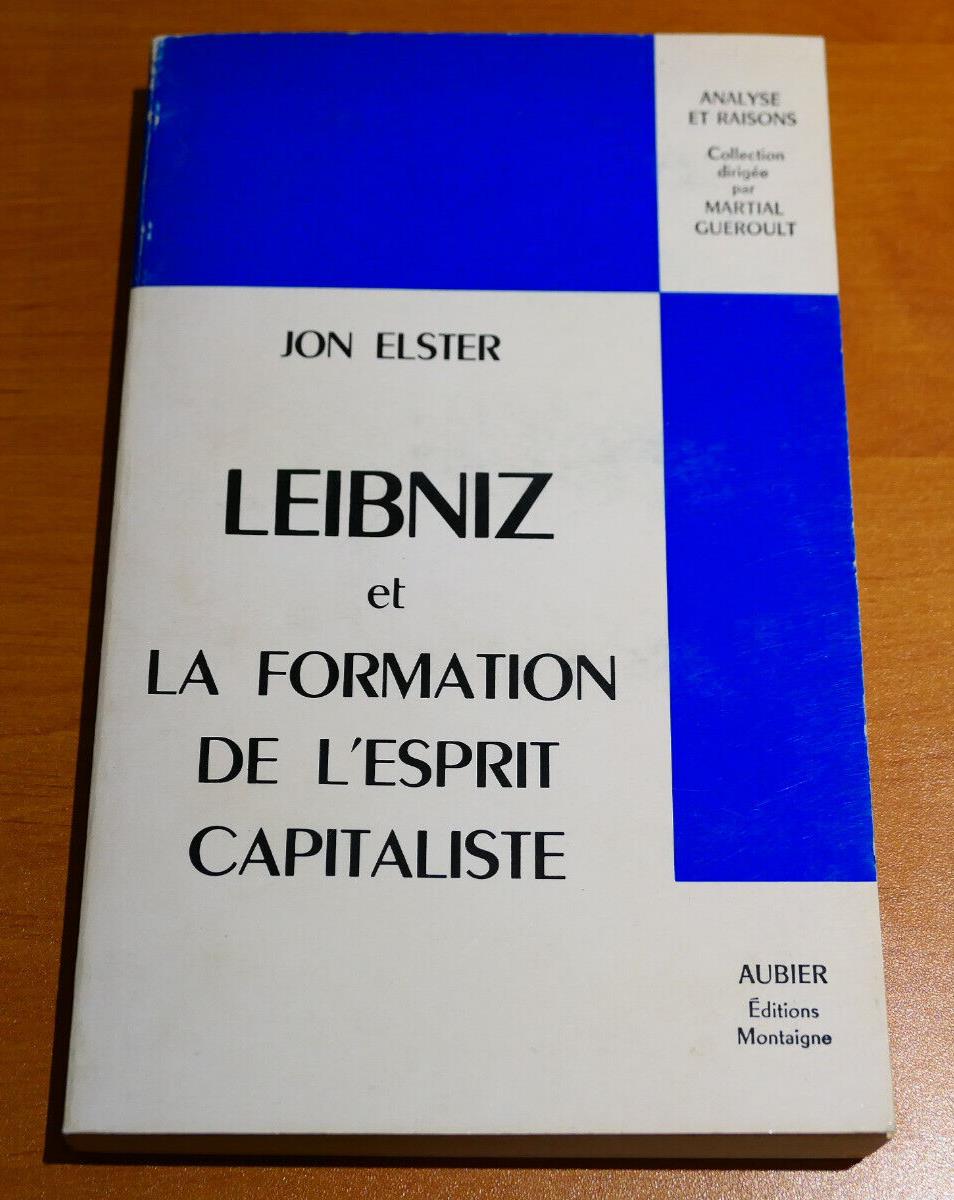 ANALYSE
ET RAISONS
Collection
dirigée
par
MARTIAL
GUEROULT
JON ELSTER
LEIBNIZ
et
LA FORMATION
DE L'ESPRIT
CAPITALISTE
AUBIER
Éditions
Montaigne